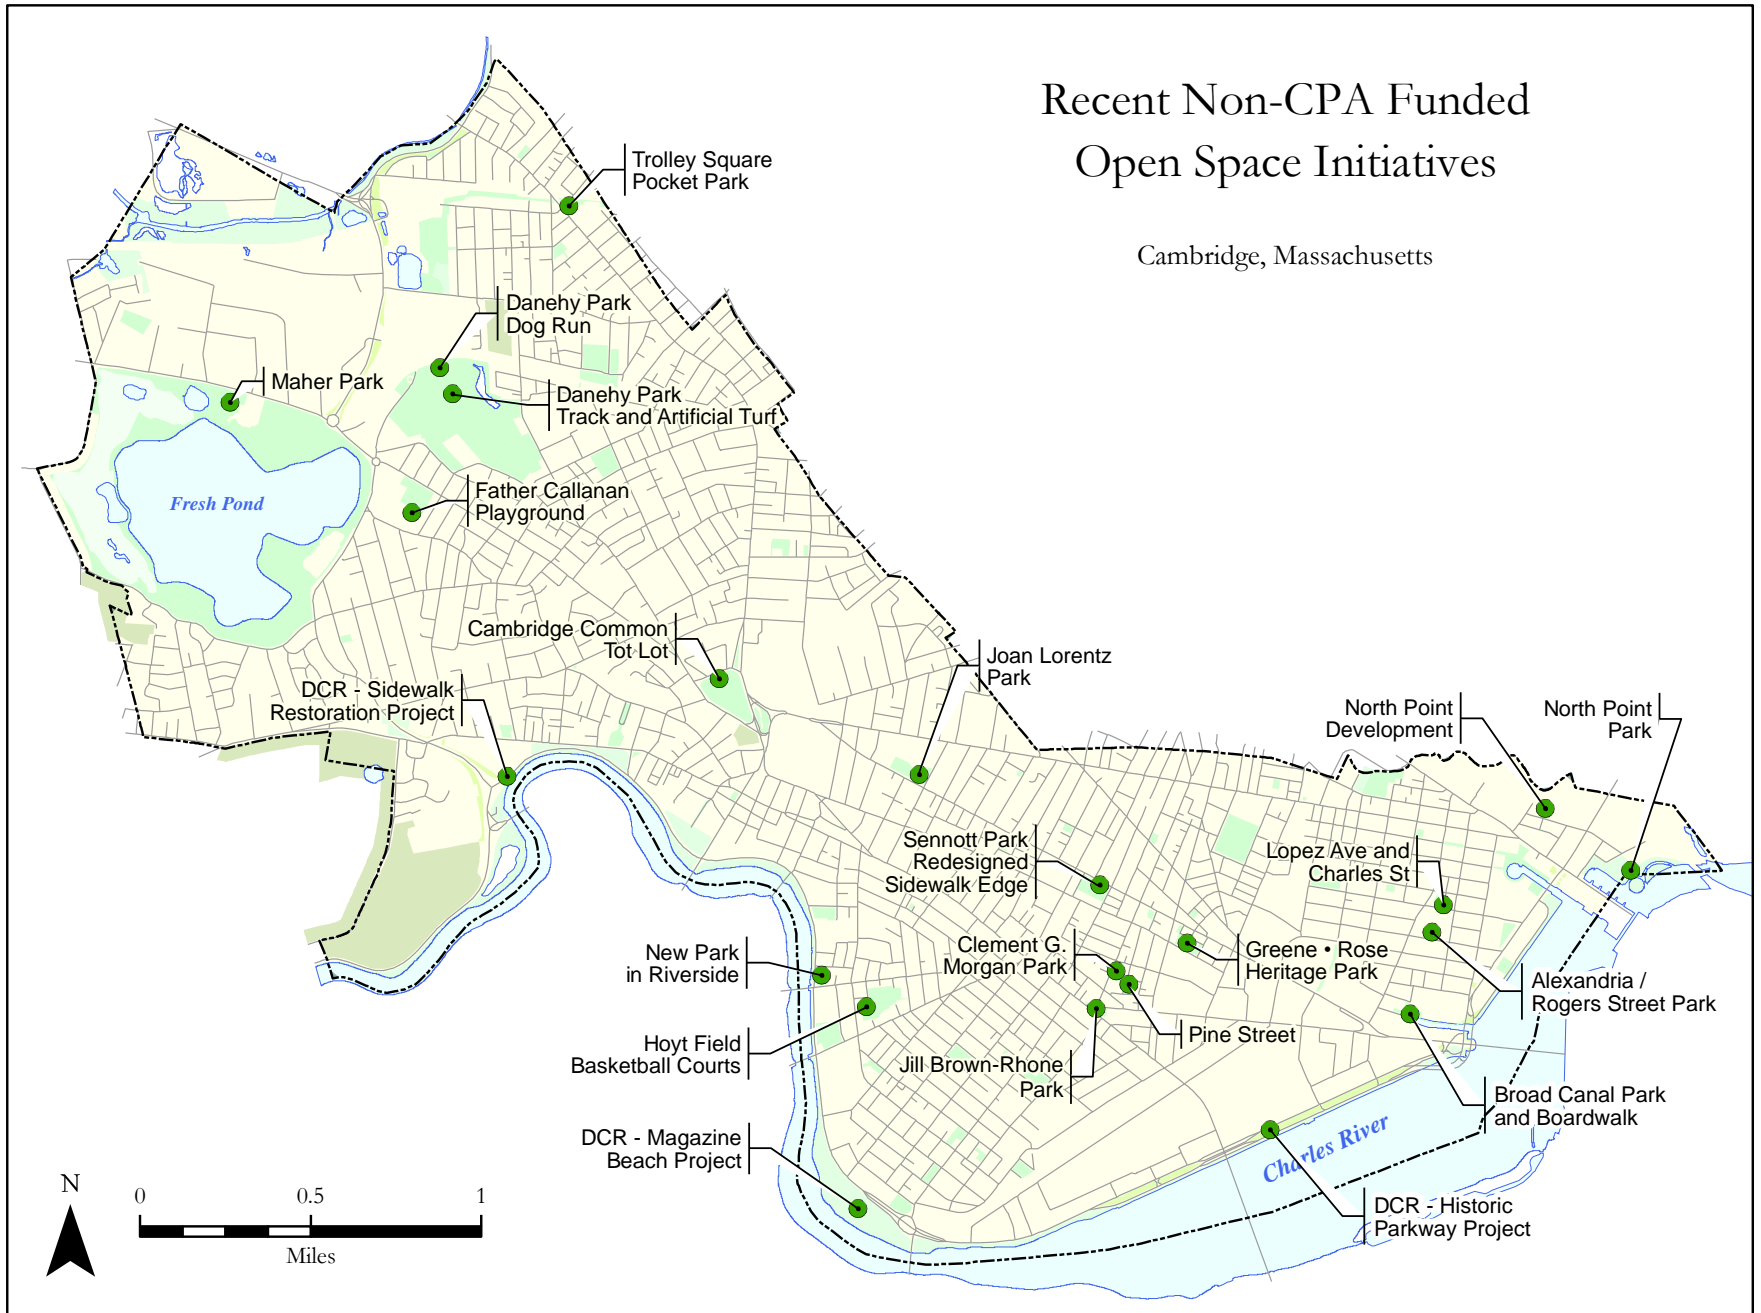 Recent Non-CPA Funded
Open Space Initiatives
Cambridge, Massachusetts
Trolley Square
Pocket Park
Danehy Park
Dog Run
Maher Park
Danehy Park
Track and Artificial Turf
Fresh Pond
Father Callanan
Playground
Cambridge Common
Tot Lot
Joan Lorentz
Park
DCR - Sidewalk
Restoration Project
North Point
Development
North Point
Park
Sennott Park
Redesigned
Sidewalk Edge
Lopez Ave and
Charles St
New Park
in Riverside
Clement G.
Morgan Park
Greene • Rose
Heritage Park
Alexandria /
Rogers Street Park
Hoyt Field
Basketball Courts
Pine Street
Jill Brown-Rhone
Park
Broad Canal Park
and Boardwalk
DCR - Magazine
Beach Project
Charles River
DCR - Historic
Parkway Project
N
0 0.5 1
Miles